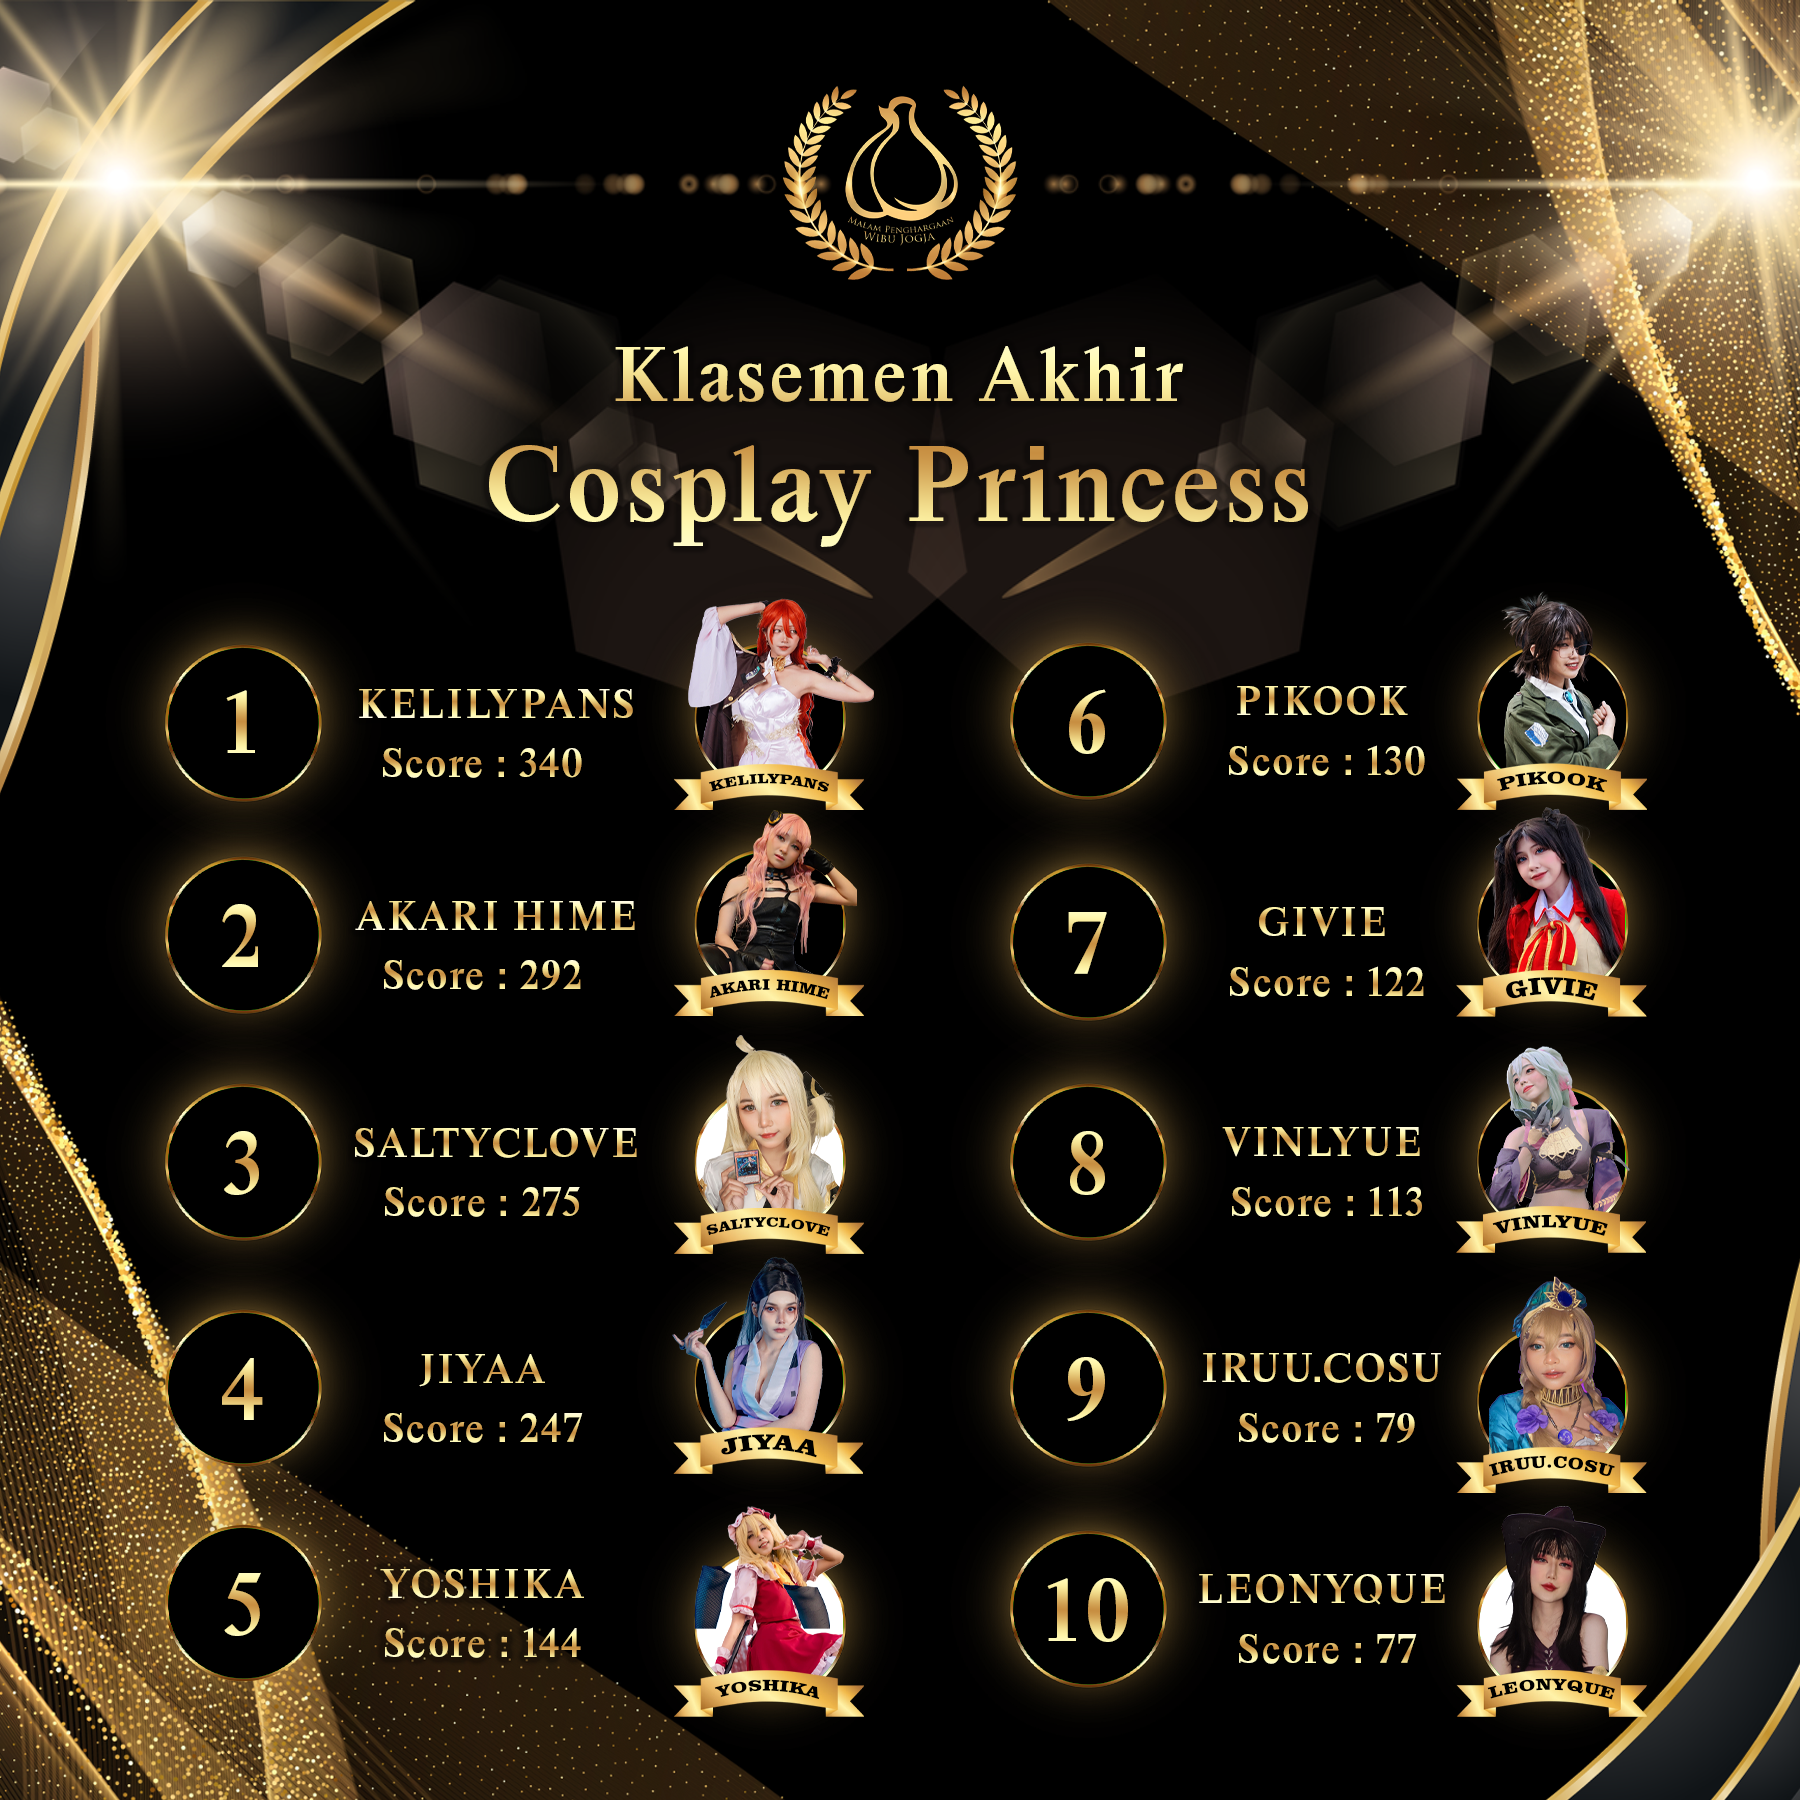 Malam Penghargaan
Wibu Jogja
Klasemen Akhir
Cosplay Princess
1
KELILYPANS
Score : 340
KELILYPANS
2
AKARI HIME
Score : 292
AKARI HIME
3
SALTYCLOVE
Score : 275
SALTYCLOVE
4
JIYAA
Score : 247
JIYAA
5
YOSHIKA
Score : 144
YOSHIKA
6
PIKOOK
Score : 130
PIKOOK
7
GIVIE
Score : 122
GIVIE
8
VINLYUE
Score : 113
VINLYUE
9
IRUU.COSU
Score : 79
IRUU.COSU
10
LEONYQUE
Score : 77
LEONYQUE